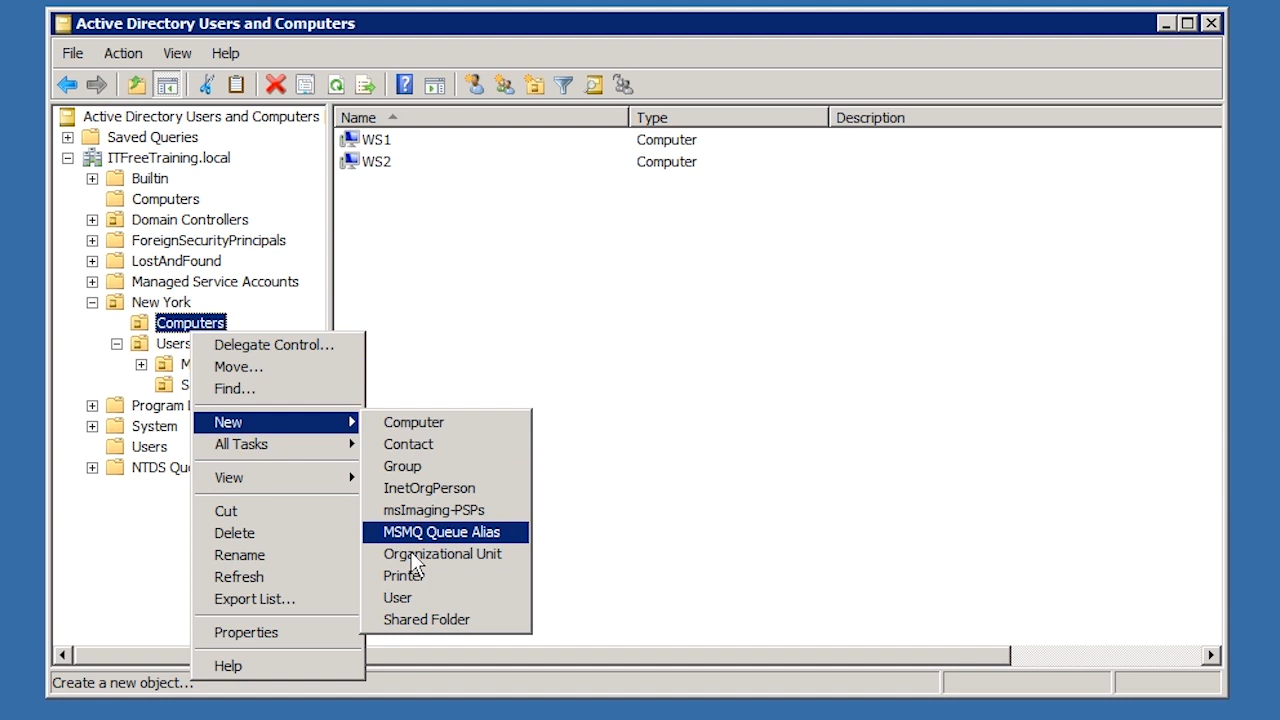 Active Directory Users and Computers
File Action View Help
Active Directory Users and Computers
Saved Queries
ITFreeTraining.local
Builtin
Computers
Domain Controllers
ForeignSecurityPrincipals
LostAndFound
Managed Service Accounts
New York
Computers
Users
M
S
Program
System
Users
NTDS Qu
Name Type Description
WS1 Computer
WS2 Computer
Delegate Control...
Move...
Find...
New
All Tasks
View
Cut
Delete
Rename
Refresh
Export List...
Properties
Help
Computer
Contact
Group
InetOrgPerson
msImaging-PSPs
MSMQ Queue Alias
Organizational Unit
Printer
User
Shared Folder
Create a new object...